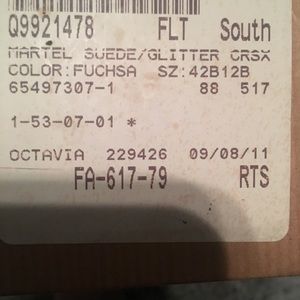 Q9921478 FLT South
MARTEL SUEDE/GLITTER CRSX
COLOR:FUCHSA SZ:42B12B
65497307-1 88 517
1-53-07-01 *
OCTAVIA 229426 09/08/11
FA-617-79 RTS